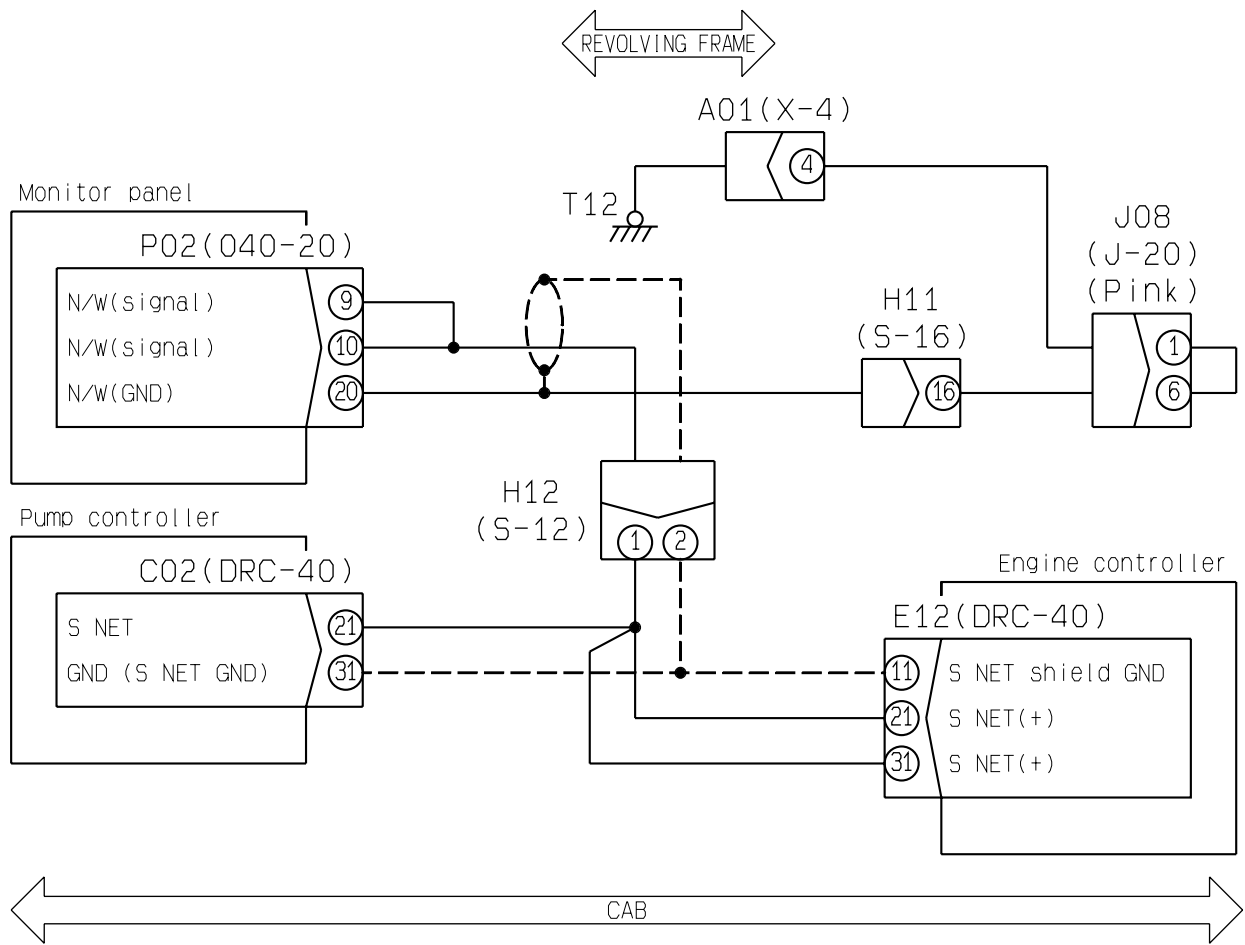 REVOLVING FRAME
A01(X-4)
4
T12
Monitor panel
P02(040-20)
N/W(signal)
9
N/W(signal)
10
N/W(GND)
20
J08
(J-20)
(Pink)
1
6
H11
(S-16)
16
H12
(S-12)
1
2
Pump controller
C02(DRC-40)
S NET
21
GND (S NET GND)
31
Engine controller
E12(DRC-40)
11
S NET shield GND
21
S NET(+)
31
S NET(+)
CAB